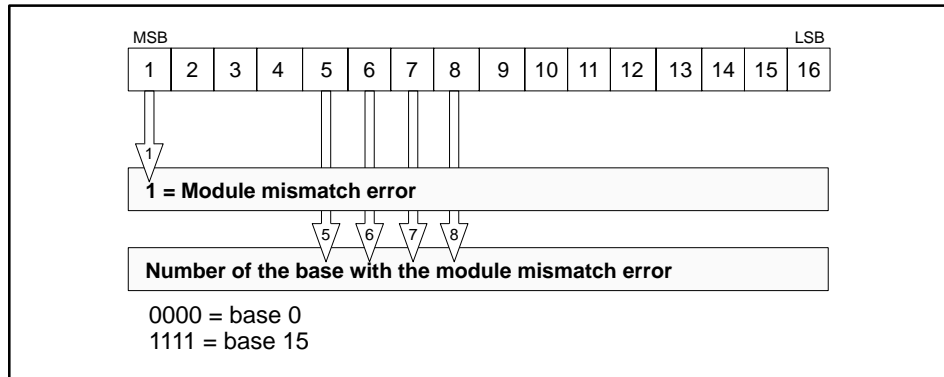 MSB LSB
1 2 3 4 5 6 7 8 9 10 11 12 13 14 15 16
1
1 = Module mismatch error
5 6 7 8
Number of the base with the module mismatch error
0000 = base 0
1111 = base 15